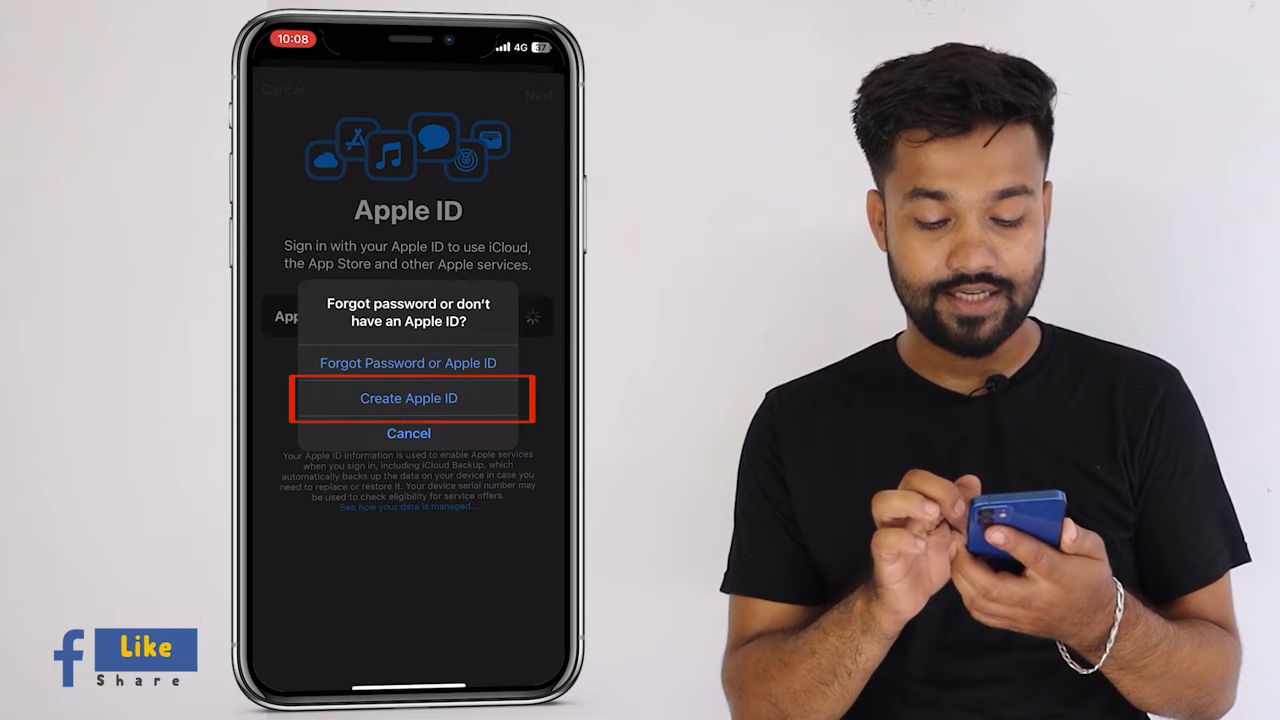 10:08
4G 37
Cancel
Next
Apple ID
Sign in with your Apple ID to use iCloud,
the App Store and other Apple services.
App
Forgot password or don't
have an Apple ID?
Forgot Password or Apple ID
Create Apple ID
Cancel
Your Apple ID information is used to enable Apple services
when you sign in, including iCloud Backup, which
automatically backs up the data on your device in case you
need to replace or restore it. Your device serial number may
be used to check eligibility for service offers.
See how your data is managed...
f Like
Share